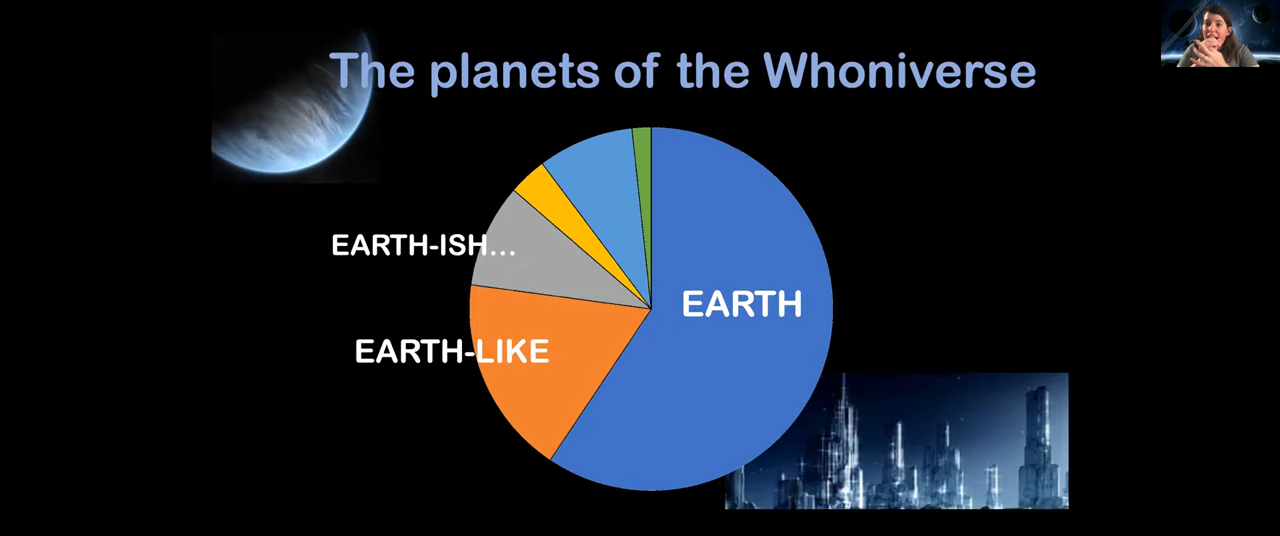 The planets of the Whoniverse
EARTH-ISH...
EARTH
EARTH-LIKE